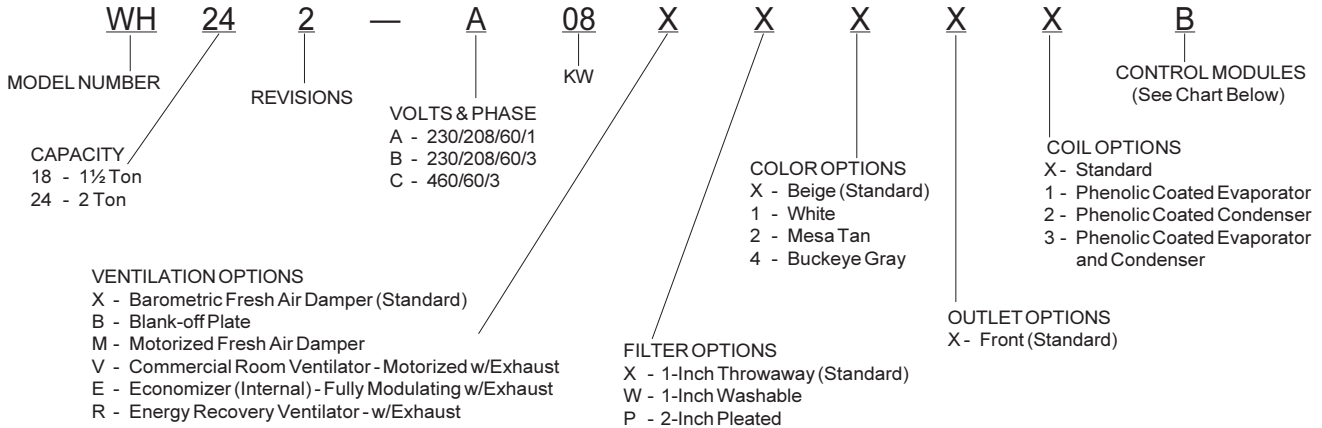 WH 24 2 — A 08 X X X X X B
MODEL NUMBER
CAPACITY
18 - 1½ Ton
24 - 2 Ton
REVISIONS
VOLTS & PHASE
A - 230/208/60/1
B - 230/208/60/3
C - 460/60/3
KW
VENTILATION OPTIONS
X - Barometric Fresh Air Damper (Standard)
B - Blank-off Plate
M - Motorized Fresh Air Damper
V - Commercial Room Ventilator - Motorized w/Exhaust
E - Economizer (Internal) - Fully Modulating w/Exhaust
R - Energy Recovery Ventilator - w/Exhaust
FILTER OPTIONS
X - 1-Inch Throwaway (Standard)
W - 1-Inch Washable
P - 2-Inch Pleated
COLOR OPTIONS
X - Beige (Standard)
1 - White
2 - Mesa Tan
4 - Buckeye Gray
OUTLET OPTIONS
X - Front (Standard)
COIL OPTIONS
X - Standard
1 - Phenolic Coated Evaporator
2 - Phenolic Coated Condenser
3 - Phenolic Coated Evaporator
and Condenser
CONTROL MODULES
(See Chart Below)